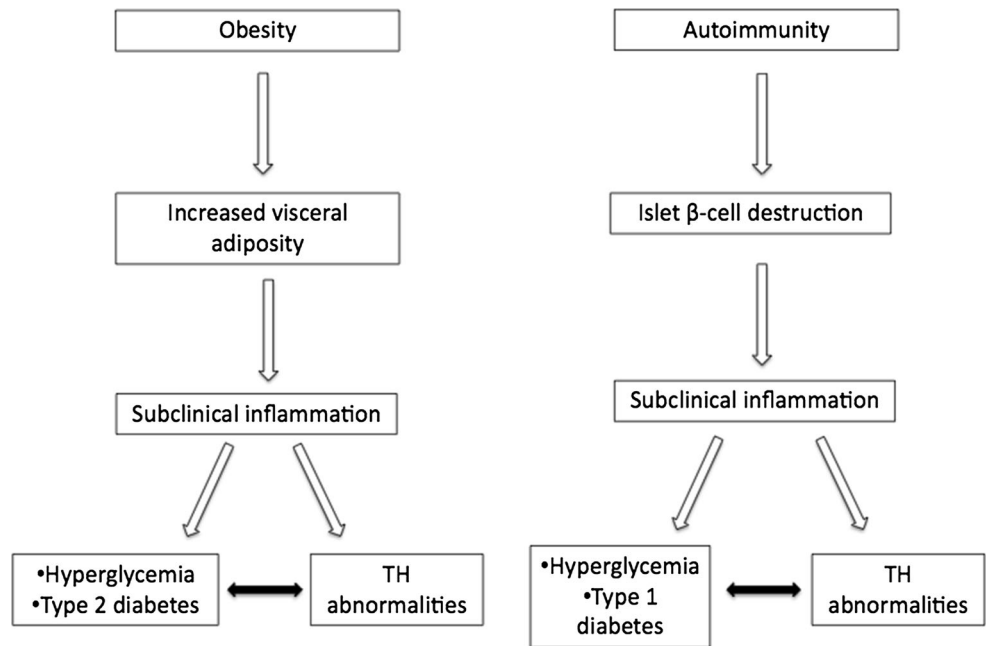 Obesity
Increased visceral
adiposity
Subclinical inflammation
•Hyperglycemia
•Type 2 diabetes
TH
abnormalities
Autoimmunity
Islet β-cell destruction
Subclinical inflammation
•Hyperglycemia
•Type 1
diabetes
TH
abnormalities